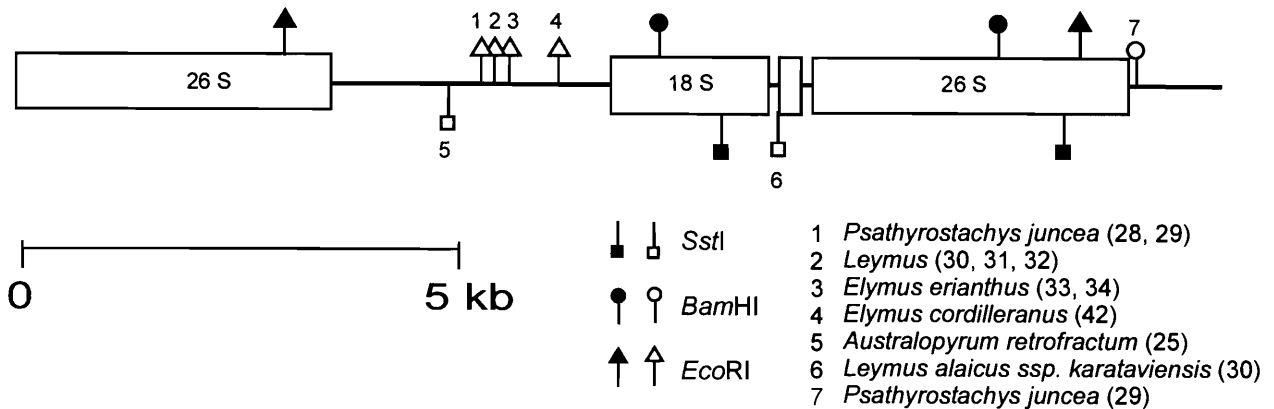 1 2 3 4 7
26 S 18 S 26 S
5 6
0 5 kb
SstI
BamHI
EcoRI
1 Psathyrostachys juncea (28, 29)
2 Leymus (30, 31, 32)
3 Elymus erianthus (33, 34)
4 Elymus cordilleranus (42)
5 Australopyrum retrofractum (25)
6 Leymus alaicus ssp. karataviensis (30)
7 Psathyrostachys juncea (29)